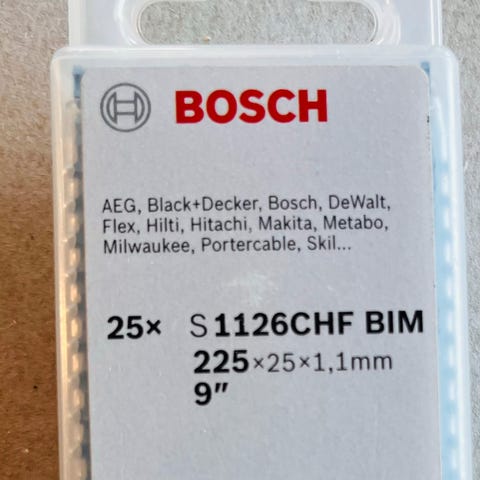 BOSCH
AEG, Black+Decker, Bosch, DeWalt,
Flex, Hilti, Hitachi, Makita, Metabo,
Milwaukee, Portercable, Skil...
25× S1126CHF BIM
225×25×1,1mm
9"